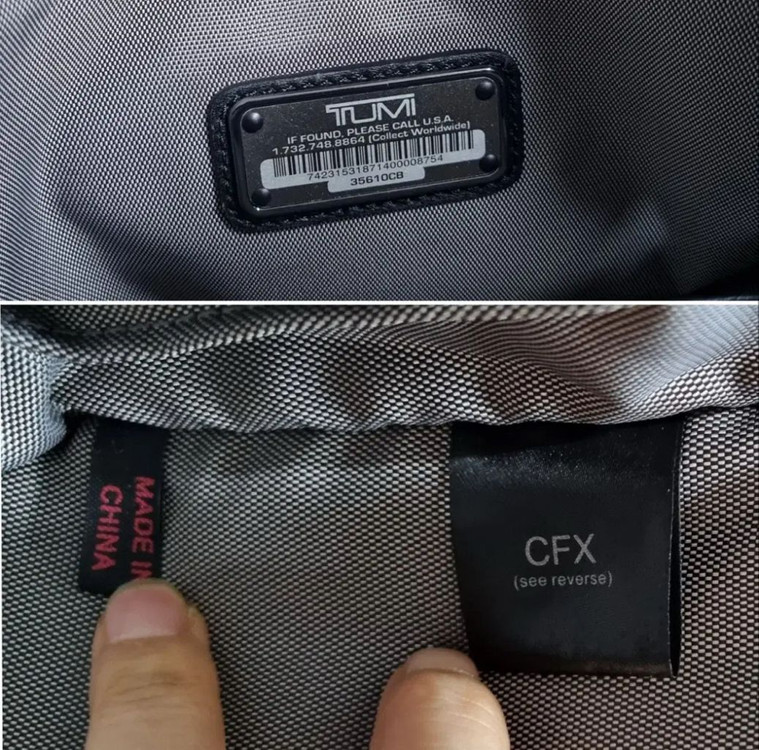 TUMI
IF FOUND, PLEASE CALL U.S.A.
1.732.748.8864 (Collect Worldwide)
74231531871400008754
35610CB
MADE IN
CHINA
CFX
(see reverse)